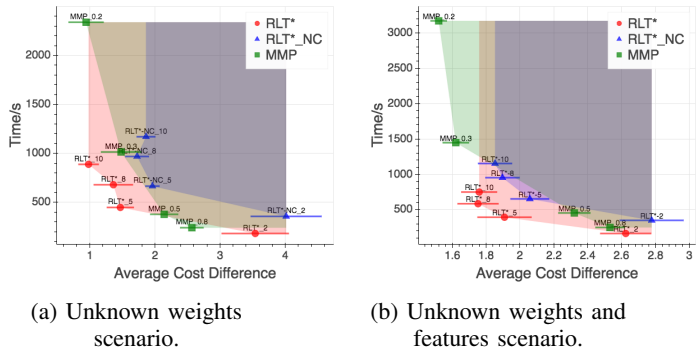 MMP_0.2
RLT*
RLT*_NC
MMP
2000
1500
1000
500
Time/s
RLT*-NC_10
MMP_0.3
RLT*-NC_8
RLT*_10
RLT*_8
RLT*-NC_5
RLT*_5
MMP_0.5
RLT*-NC_2
MMP_0.8
RLT*_2
1
2
3
4
Average Cost Difference
(a) Unknown weights
scenario.
MMP_0.2
RLT*
RLT*_NC
MMP
3000
2500
2000
1500
1000
500
Time/s
MMP_0.3
RLT*-10
RLT*-8
RLT*_10
RLT*_8
RLT*-5
RLT*_5
MMP_0.5
RLT*-2
MMP_0.8
RLT*_2
1.6
1.8
2
2.2
2.4
2.6
2.8
3
Average Cost Difference
(b) Unknown weights and
features scenario.